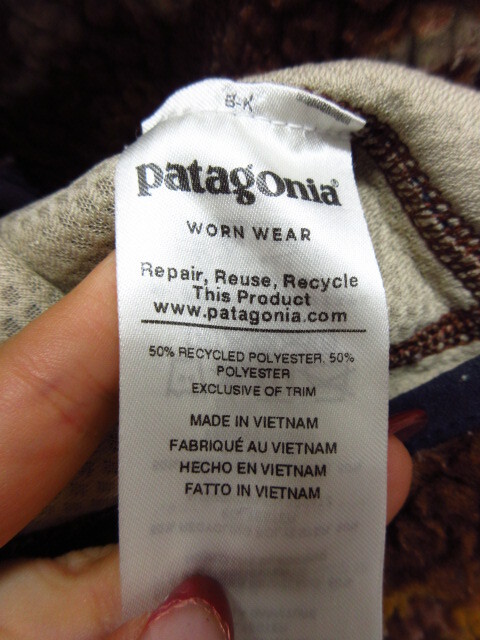 B-K
patagonia®
WORN WEAR
Repair, Reuse, Recycle
This Product
www.patagonia.com
50% RECYCLED POLYESTER, 50%
POLYESTER
EXCLUSIVE OF TRIM
MADE IN VIETNAM
FABRIQUÉ AU VIETNAM
HECHO EN VIETNAM
FATTO IN VIETNAM